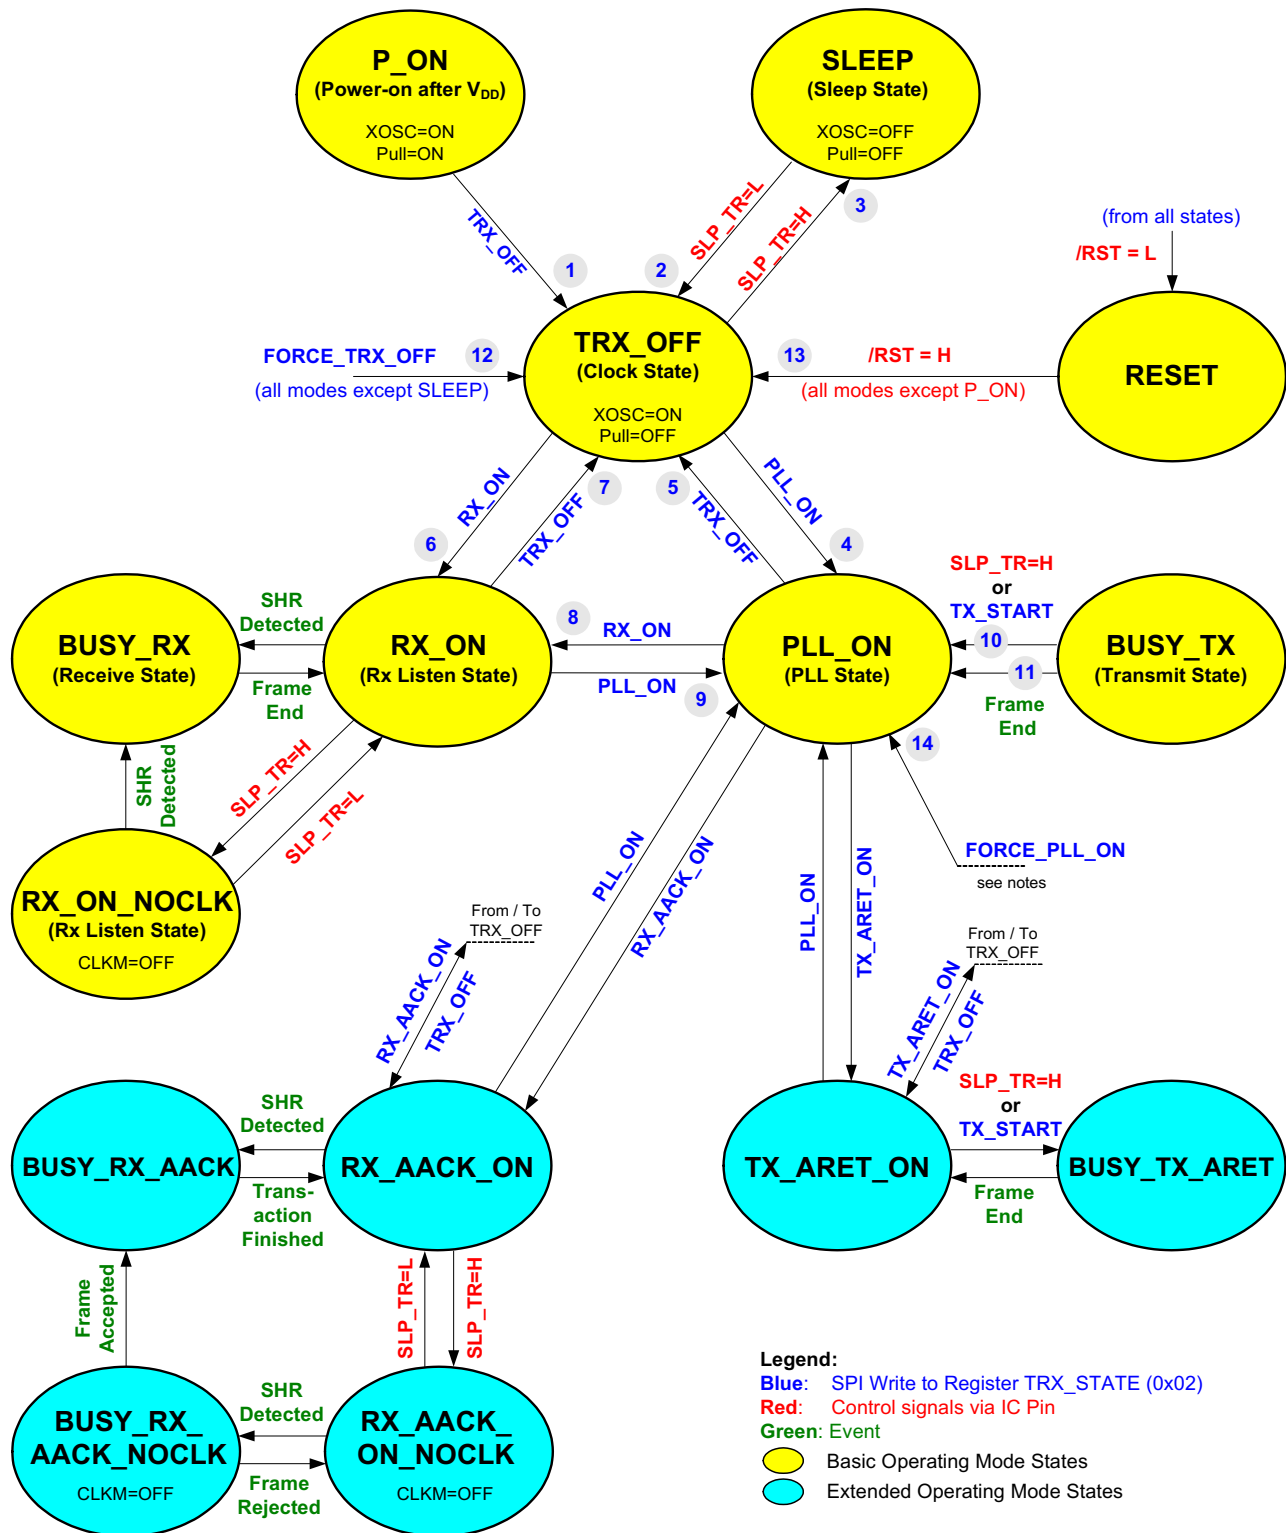 P_ON
(Power-on after VDD)
XOSC=ON
Pull=ON
SLEEP
(Sleep State)
XOSC=OFF
Pull=OFF
TRX_OFF
1
SLP_TR=L
2
SLP_TR=H
3
(from all states)
/RST = L
FORCE_TRX_OFF
12
(all modes except SLEEP)
TRX_OFF
(Clock State)
XOSC=ON
Pull=OFF
13
/RST = H
(all modes except P_ON)
RESET
RX_ON
6
TRX_OFF
7
5
TRX_OFF
PLL_ON
4
BUSY_RX
(Receive State)
SHR
Detected
Frame
End
RX_ON
(Rx Listen State)
8
RX_ON
PLL_ON
9
PLL_ON
(PLL State)
SLP_TR=H
or
TX_START
10
11
Frame
End
BUSY_TX
(Transmit State)
14
SHR
Detected
SLP_TR=H
SLP_TR=L
RX_ON_NOCLK
(Rx Listen State)
CLKM=OFF
PLL_ON
RX_AACK_ON
PLL_ON
TX_ARET_ON
FORCE_PLL_ON
see notes
From / To
TRX_OFF
RX_AACK_ON
TRX_OFF
From / To
TRX_OFF
TX_ARET_ON
TRX_OFF
BUSY_RX_AACK
SHR
Detected
Trans-
action
Finished
RX_AACK_ON
TX_ARET_ON
SLP_TR=H
or
TX_START
Frame
End
BUSY_TX_ARET
Frame
Accepted
SLP_TR=L
SLP_TR=H
BUSY_RX_
AACK_NOCLK
CLKM=OFF
SHR
Detected
Frame
Rejected
RX_AACK_
ON_NOCLK
CLKM=OFF
Legend:
Blue: SPI Write to Register TRX_STATE (0x02)
Red: Control signals via IC Pin
Green: Event
Basic Operating Mode States
Extended Operating Mode States